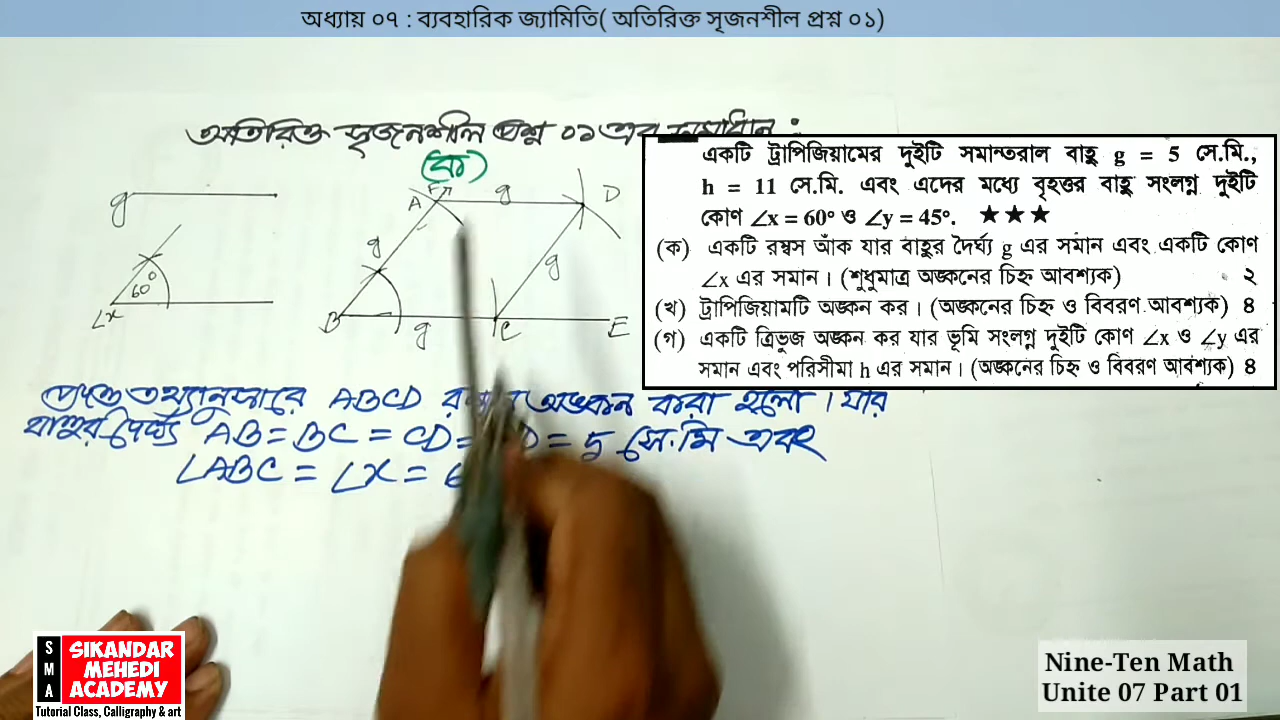 অধ্যায় ০৭ : ব্যবহারিক জ্যামিতি( অতিরিক্ত সৃজনশীল প্রশ্ন ০১)
অতিরিক্ত সৃজনশীল প্রশ্ন ০১ এর সমাধান :
(ক)
একটি ট্রাপিজিয়ামের দুইটি সমান্তরাল বাহু g = 5 সে.মি.,
h = 11 সে.মি. এবং এদের মধ্যে বৃহত্তর বাহু সংলগ্ন দুইটি
কোণ ∠x = 60° ও ∠y = 45°. ★★★
(ক) একটি রম্বস আঁক যার বাহুর দৈর্ঘ্য g এর সমান এবং একটি কোণ
∠x এর সমান। (শুধুমাত্র অঙ্কনের চিহ্ন আবশ্যক) ২
(খ) ট্রাপিজিয়ামটি অঙ্কন কর। (অঙ্কনের চিহ্ন ও বিবরণ আবশ্যক) ৪
(গ) একটি ত্রিভুজ অঙ্কন কর যার ভূমি সংলগ্ন দুইটি কোণ ∠x ও ∠y এর
সমান এবং পরিসীমা h এর সমান। (অঙ্কনের চিহ্ন ও বিবরণ আবশ্যক) ৪
g
60°
∠x
F
A
g
D
g
g
B
g
C
E
প্রদত্ত তথ্যানুসারে ABCD অঙ্কন করা হলো। যার
বাহুর দৈর্ঘ্য AB = BC = CD = D = 5 সে.মি এবং
∠ABC = ∠x = 6
SMA
SIKANDAR
MEHEDI
ACADEMY
Tutorial Class, Calligraphy & art
Nine-Ten Math
Unite 07 Part 01